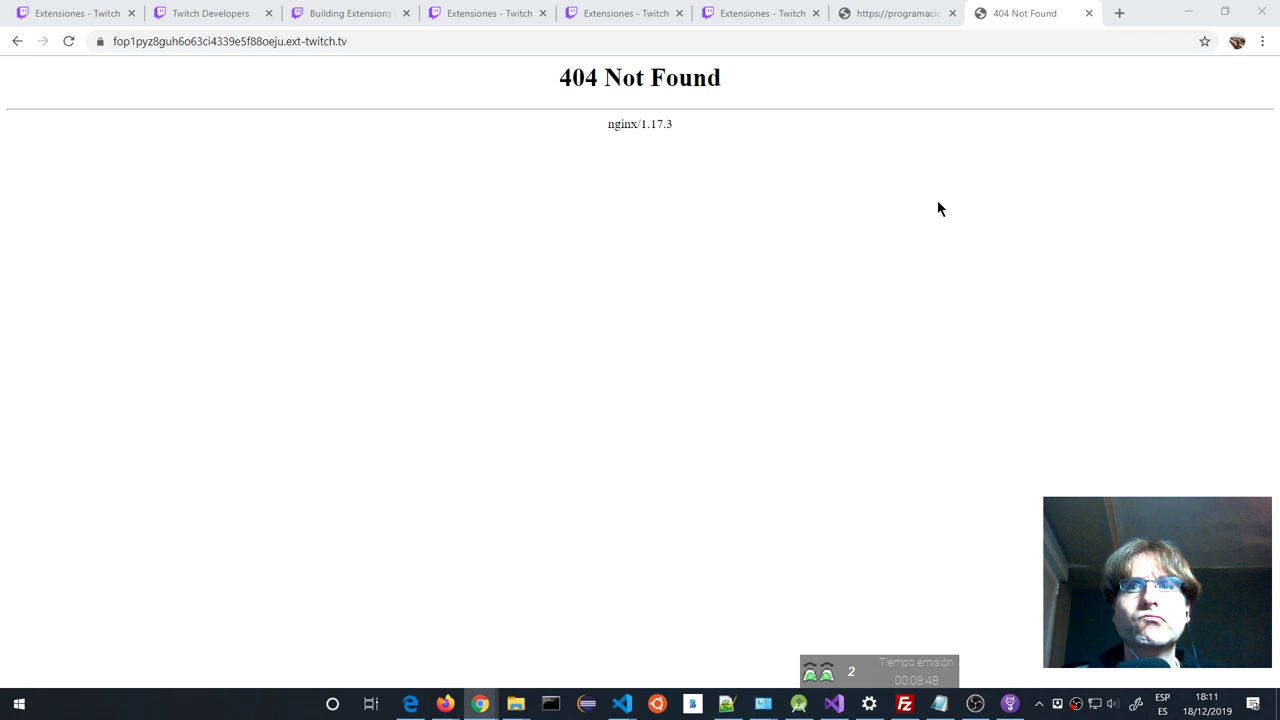 Extensiones - Twitch
Twitch Developers
Building Extensions
Extensiones - Twitch
Extensiones - Twitch
Extensiones - Twitch
https://programacio
404 Not Found
fop1pyz8guh6o63ci4339e5f88oeju.ext-twitch.tv
404 Not Found
nginx/1.17.3
2
Tiempo emisión
00:08:48
ESP
ES
18:11
18/12/2019